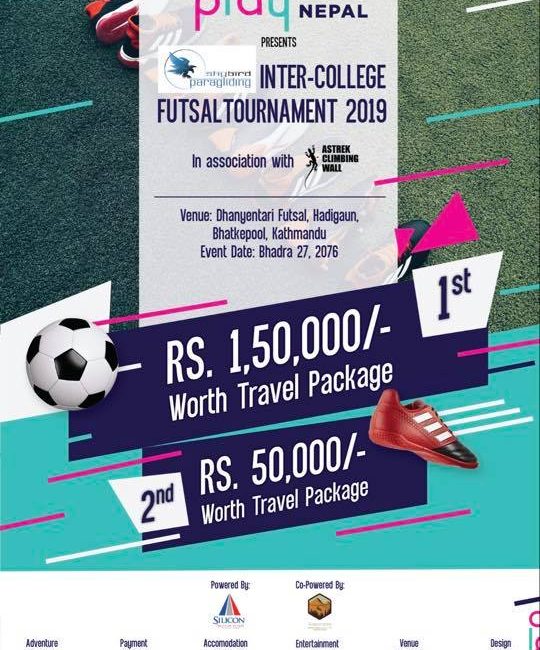 play NEPAL
PRESENTS
skybird
paragliding
INTER-COLLEGE
FUTSAL TOURNAMENT 2019
In association with
ASTREK
CLIMBING
WALL
Venue: Dhanyentari Futsal, Hadigaun,
Bhatkepool, Kathmandu
Event Date: Bhadra 27, 2076
1st
RS. 1,50,000/-
Worth Travel Package
2nd
RS. 50,000/-
Worth Travel Package
Powered By:
Co-Powered By:
SILICON
Adventure
Payment
Accomodation
Entertainment
Venue
Design